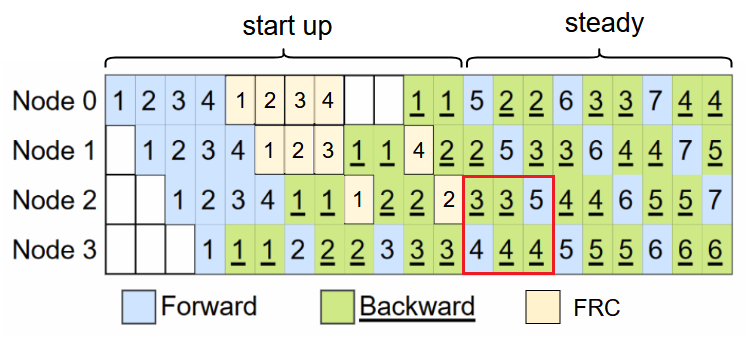 start up steady
Node 0 1 2 3 4 1 2 3 4 1 1 5 2 2 6 3 3 7 4 4
Node 1 1 2 3 4 1 2 3 1 1 4 2 2 5 3 3 6 4 4 7 5
Node 2 1 2 3 4 1 1 1 2 2 2 3 3 5 4 4 6 5 5 7
Node 3 1 1 1 2 2 2 3 3 3 4 4 4 5 5 5 6 6 6
Forward Backward FRC